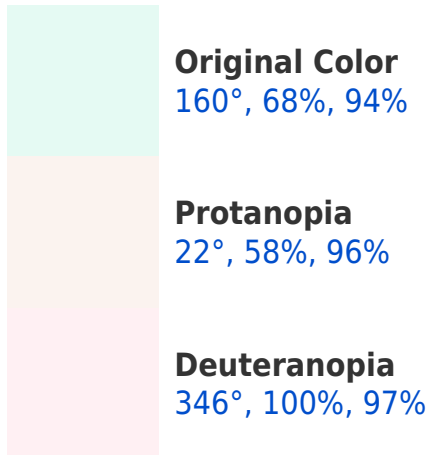 Original Color
160°, 68%, 94%
Protanopia
22°, 58%, 96%
Deuteranopia
346°, 100%, 97%